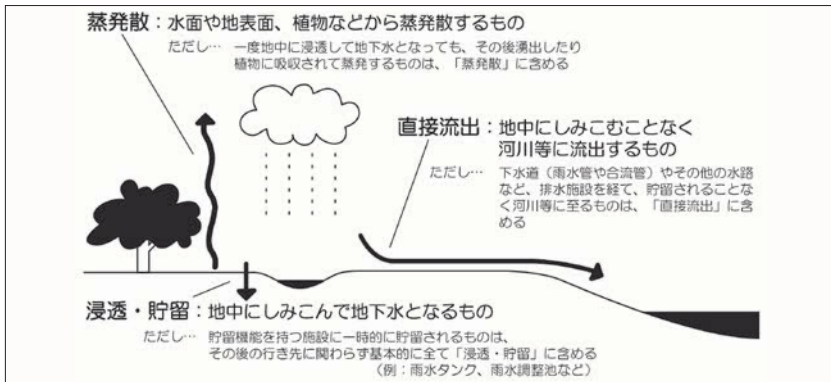 蒸発散：水面や地表面、植物などから蒸発散するもの
ただし… 一度地中に浸透して地下水となっても、その後湧出したり
植物に吸収されて蒸発するものは、「蒸発散」に含める
直接流出：地中にしみこむことなく
河川等に流出するもの
ただし… 下水道（雨水管や合流管）やその他の水路
など、排水施設を経て、貯留されることな
く河川等に至るものは、「直接流出」に含
める
浸透・貯留：地中にしみこんで地下水となるもの
ただし… 貯留機能を持つ施設に一時的に貯留されるものは、
その後の行き先に関わらず基本的に全て「浸透・貯留」に含める
（例：雨水タンク、雨水調整池など）